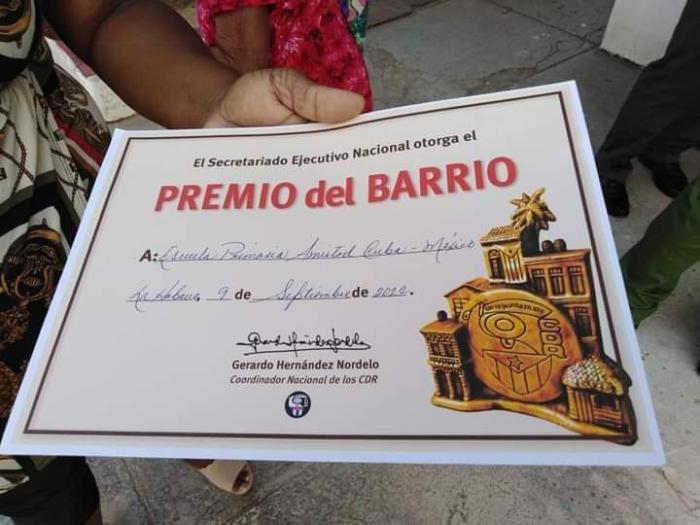 El Secretariado Ejecutivo Nacional otorga el
PREMIO del BARRIO
A: Escuela Primaria Amistad Cuba - México
La Habana, 9 de Septiembre de 2022.
Gerardo Hernández Nordelo
Coordinador Nacional de los CDR
CDR